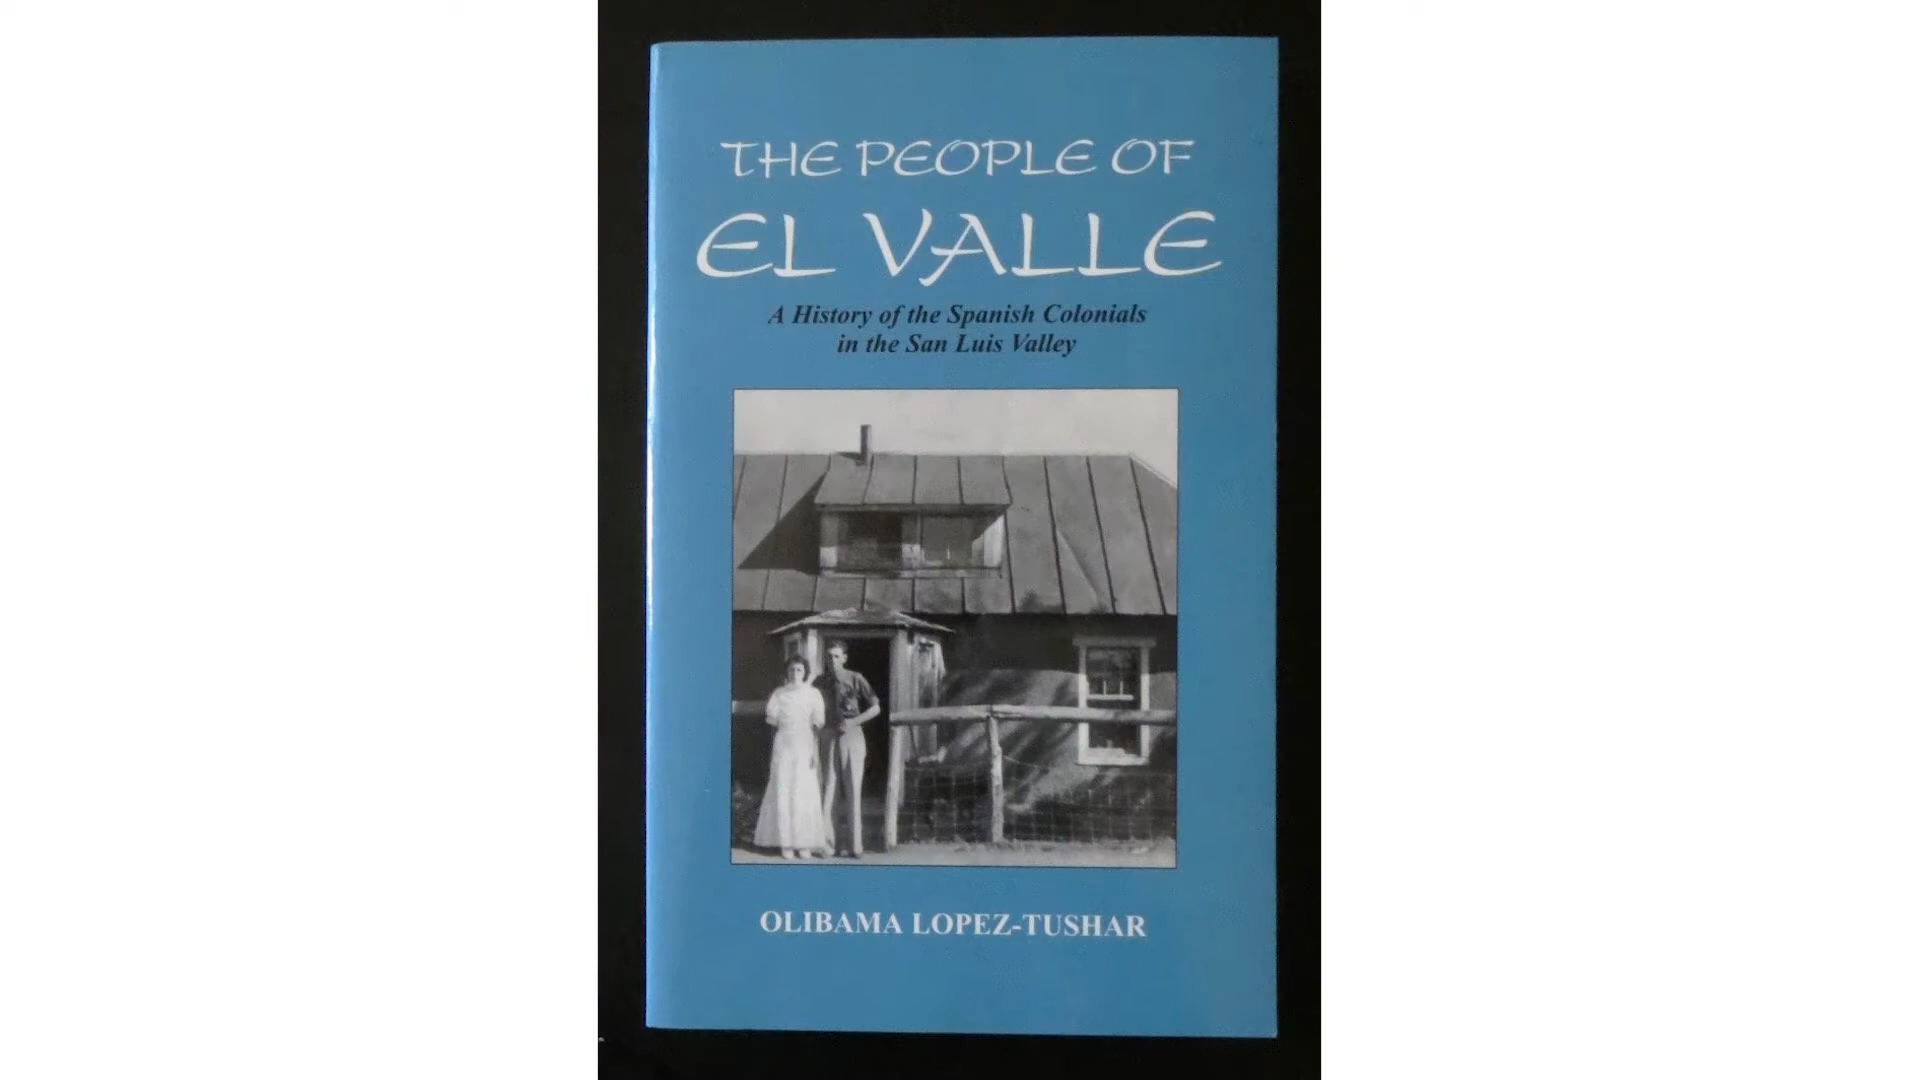 THE PEOPLE OF
EL VALLE
A History of the Spanish Colonials
in the San Luis Valley
OLIBAMA LOPEZ-TUSHAR